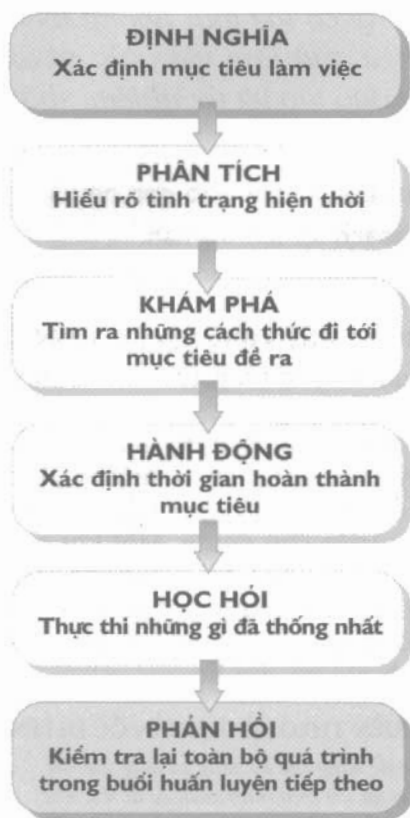 ĐỊNH NGHĨA
Xác định mục tiêu làm việc
PHÂN TÍCH
Hiểu rõ tình trạng hiện thời
KHÁM PHÁ
Tìm ra những cách thức đi tới
mục tiêu đề ra
HÀNH ĐỘNG
Xác định thời gian hoàn thành
mục tiêu
HỌC HỎI
Thực thi những gì đã thống nhất
PHẢN HỒI
Kiểm tra lại toàn bộ quá trình
trong buổi huấn luyện tiếp theo